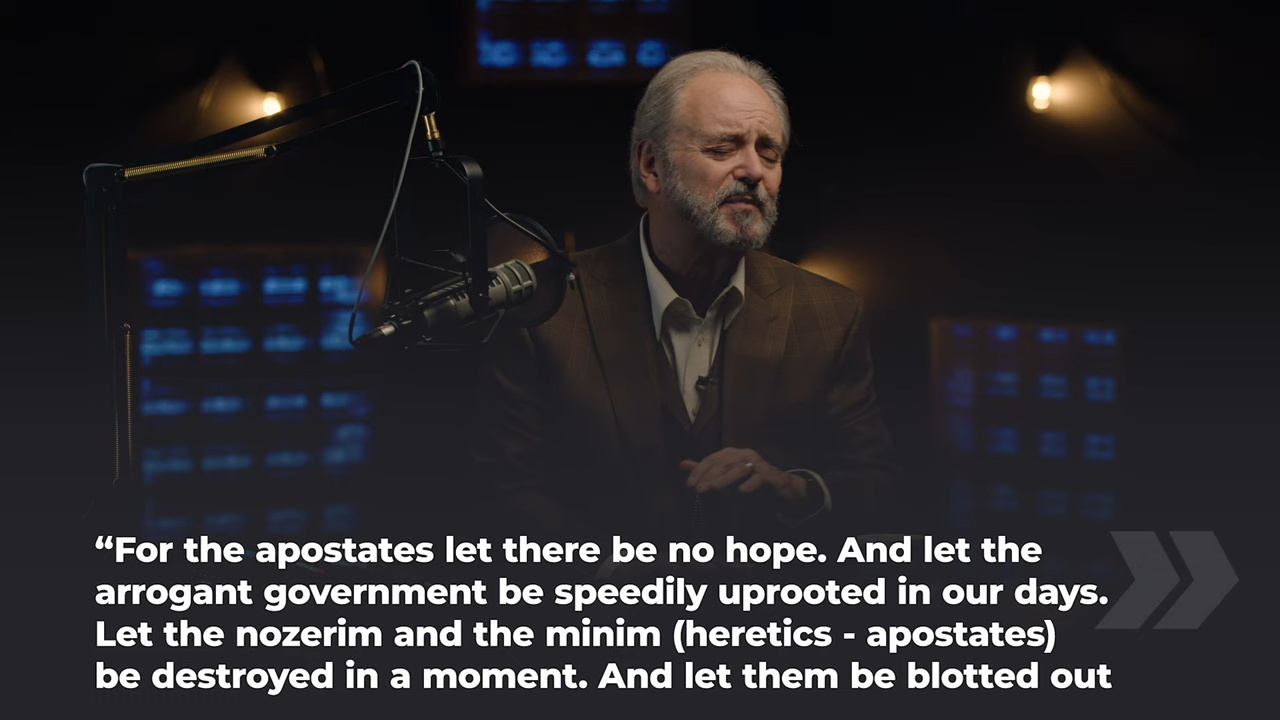 “For the apostates let there be no hope. And let the
arrogant government be speedily uprooted in our days.
Let the nozerim and the minim (heretics - apostates)
be destroyed in a moment. And let them be blotted out